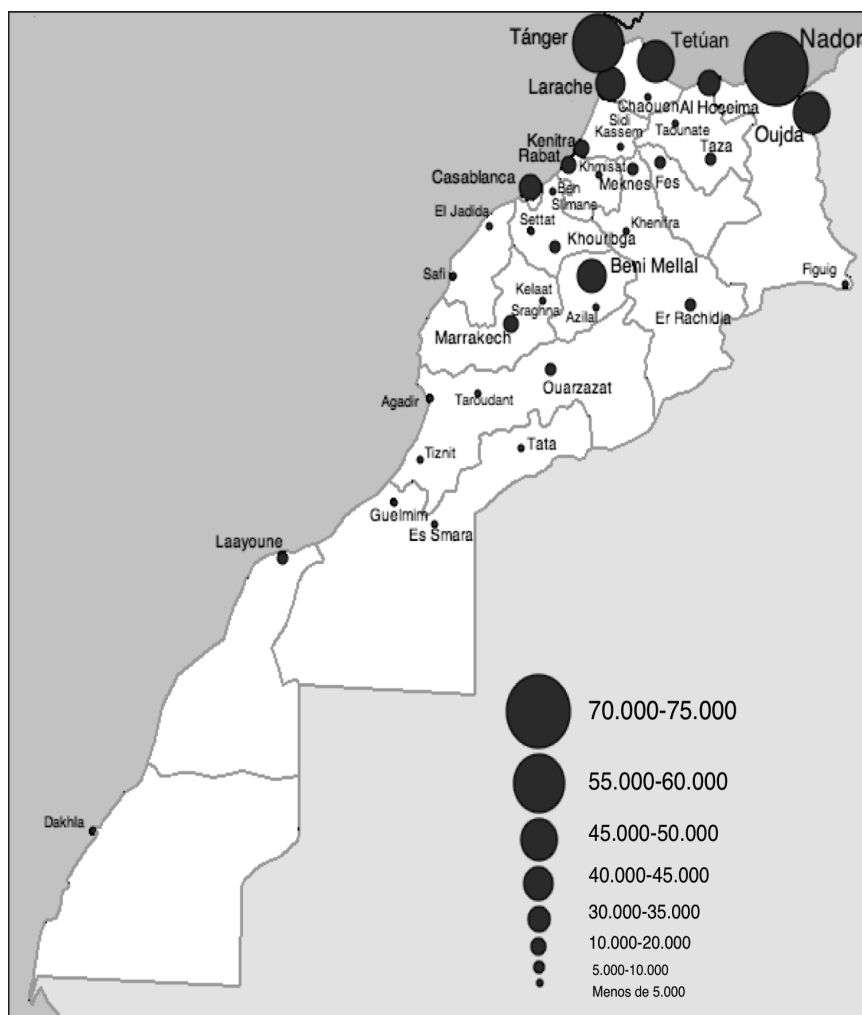 Tánger
Tetúan
Nador
Larache
Chaouen
Al Hoceima
Sidi
Kassem
Taounate
Oujda
Kenitra
Rabat
Taza
Khmisat
Meknes
Fes
Casablanca
Ben
Slimane
El Jadida
Settat
Khenifra
Khouribga
Beni Mellal
Safi
Figuig
Kelaat
Sraghna
Azilal
Er Rachidia
Marrakech
Ouarzazat
Agadir
Taroudant
Tiznit
Tata
Guelmim
Es Smara
Laayoune
Dakhla
70.000-75.000
55.000-60.000
45.000-50.000
40.000-45.000
30.000-35.000
10.000-20.000
5.000-10.000
Menos de 5.000